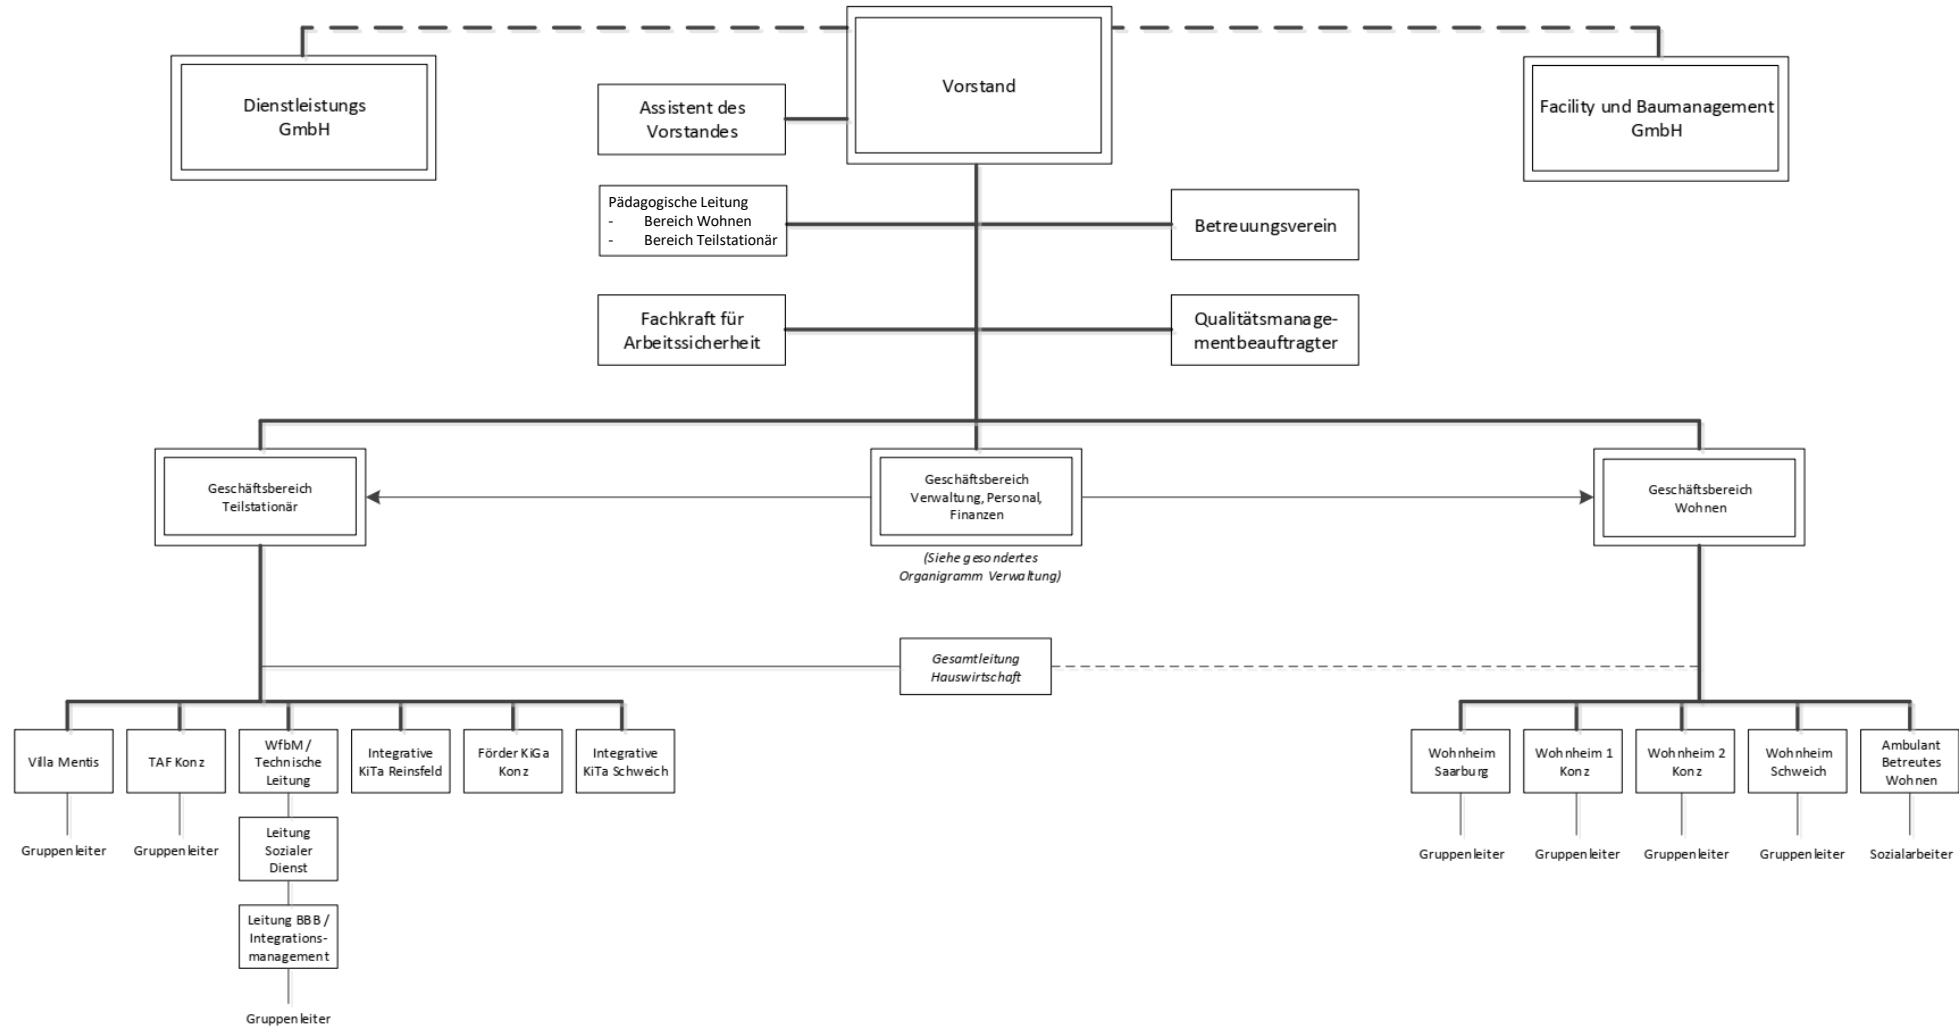 Vorstand
Dienstleistungs
GmbH
Assistent des
Vorstandes
Facility und Baumanagement
GmbH
Pädagogische Leitung
- Bereich Wohnen
- Bereich Teilstationär
Betreuungsverein
Fachkraft für
Arbeitssicherheit
Qualitätsmanage-
mentbeauftragter
Geschäftsbereich
Teilstationär
Geschäftsbereich
Verwaltung, Personal,
Finanzen
(Siehe gesondertes
Organigramm Verwaltung)
Geschäftsbereich
Wohnen
Gesamtleitung
Hauswirtschaft
Villa Mentis
TAF Konz
WfbM /
Technische
Leitung
Integrative
KiTa Reinsfeld
Förder KiGa
Konz
Integrative
KiTa Schweich
Wohnheim
Saarburg
Wohnheim 1
Konz
Wohnheim 2
Konz
Wohnheim
Schweich
Ambulant
Betreutes
Wohnen
Gruppenleiter
Gruppenleiter
Leitung
Sozialer
Dienst
Gruppenleiter
Gruppenleiter
Gruppenleiter
Gruppenleiter
Sozialarbeiter
Leitung BBB /
Integrations-
management
Gruppenleiter